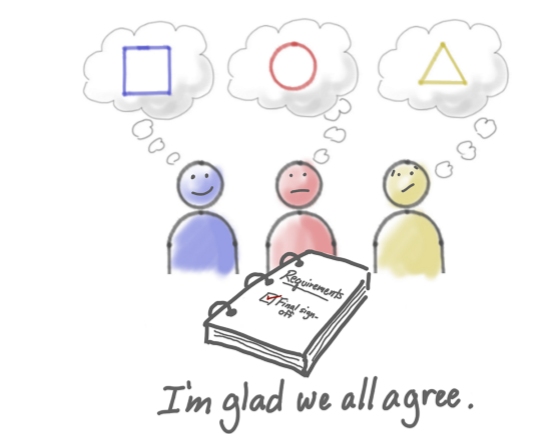 Requirements
Final sign-
off
I'm glad we all agree.